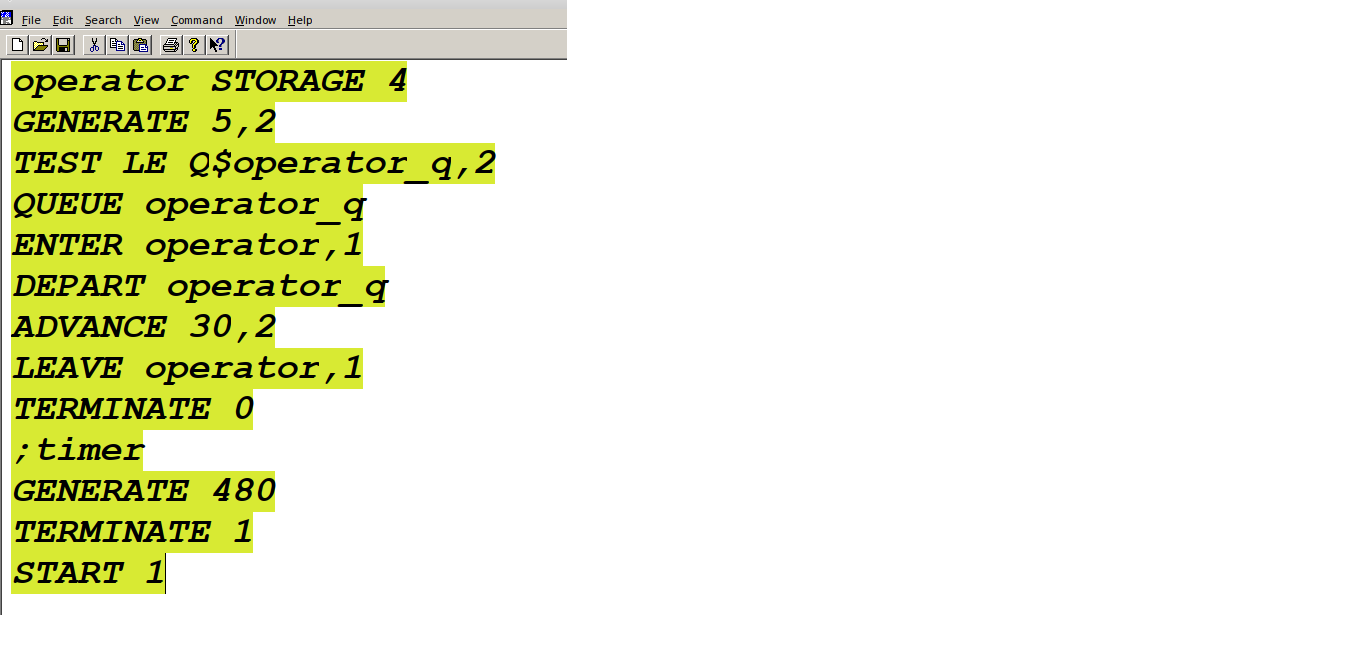 File Edit Search View Command Window Help
operator STORAGE 4
GENERATE 5,2
TEST LE Q$operator_q,2
QUEUE operator_q
ENTER operator,1
DEPART operator_q
ADVANCE 30,2
LEAVE operator,1
TERMINATE 0
;timer
GENERATE 480
TERMINATE 1
START 1